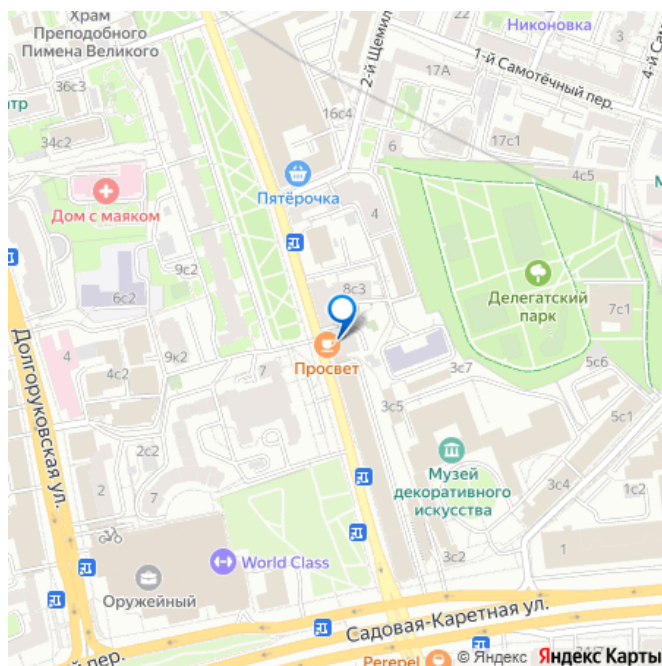 Храм
Преподобного
Пимена Великого
22
Никоновка
3
2-й Щемил
17А
1-й Самотёчный пер.
4-й Сам
36с3
атр
16с4
34с2
6
17с1
Пятёрочка
4с5
Дом с маяком
4
9с2
8с3
6с2
Делегатский
парк
7с1
Долгоруковская ул.
4
9к2
7
Просвет
4с2
3с7
5с6
3с5
5с1
2с2
Музей
декоративного
искусства
2
7
3с4
1с2
World Class
3с2
1
Оружейный
Садовая-Каретная ул.
й пер.
Perepel
© Яндекс Яндекс Карты